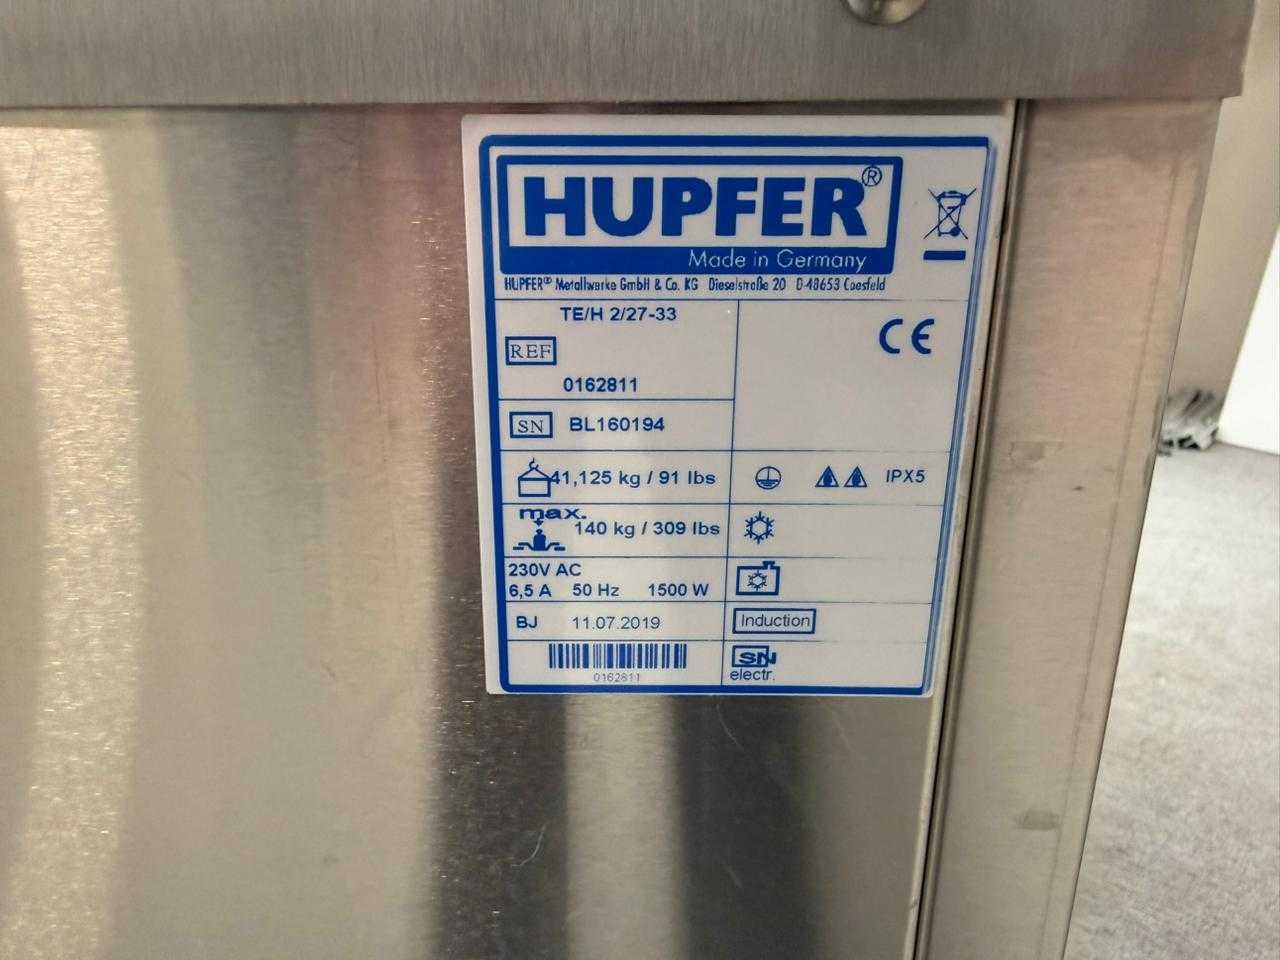 HUPFER®
Made in Germany
HUPFER® Metallwerke GmbH & Co. KG Dieselstraße 20 D-48653 Coesfeld
TE/H 2/27-33
REF
0162811
CE
SN BL160194
41,125 kg / 91 lbs
IPX5
max.
140 kg / 309 lbs
230V AC
6,5 A 50 Hz 1500 W
BJ 11.07.2019
Induction
0162811
SN
electr.